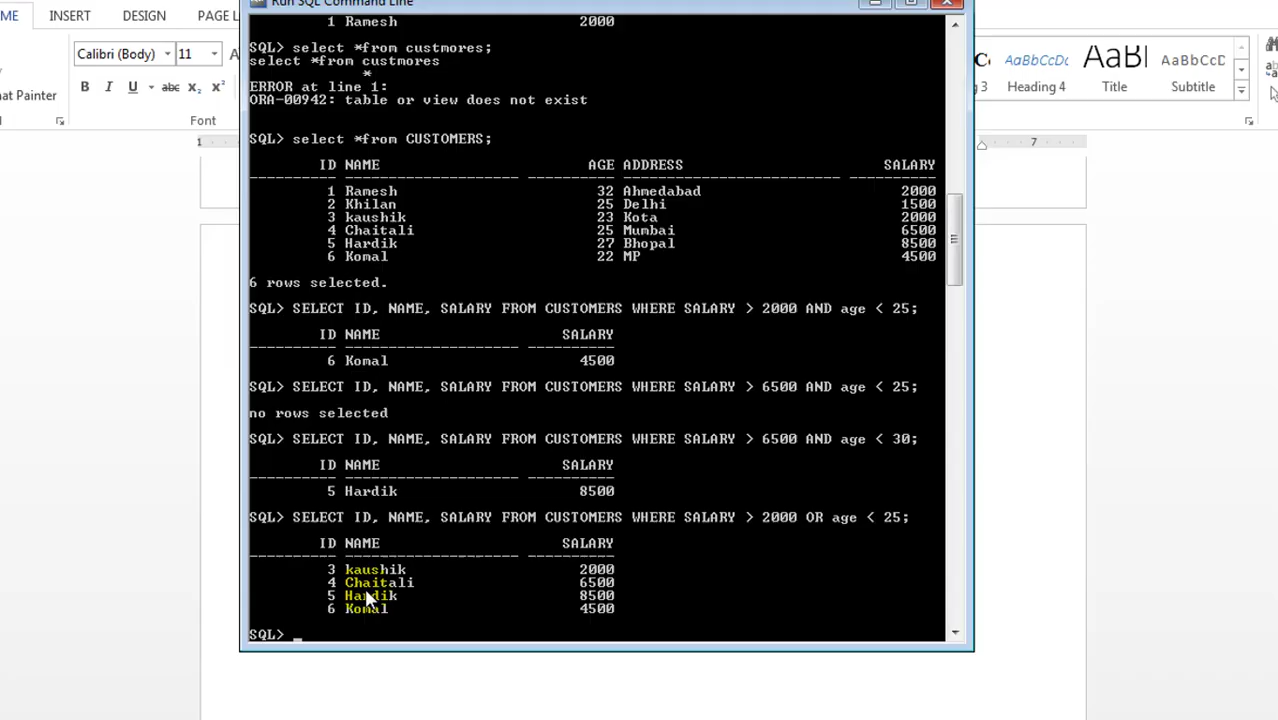 Run SQL Command Line
OME INSERT DESIGN PAGE L
1 Ramesh 2000
SQL> select *from custmores;
select *from custmores
*
ERROR at line 1:
ORA-00942: table or view does not exist
SQL> select *from CUSTOMERS;
ID NAME AGE ADDRESS SALARY
---------- -------------------- ---------- ------------------------- ----------
1 Ramesh 32 Ahmedabad 2000
2 Khilan 25 Delhi 1500
3 kaushik 23 Kota 2000
4 Chaitali 25 Mumbai 6500
5 Hardik 27 Bhopal 8500
6 Komal 22 MP 4500
6 rows selected.
SQL> SELECT ID, NAME, SALARY FROM CUSTOMERS WHERE SALARY > 2000 AND age < 25;
ID NAME SALARY
---------- -------------------- ----------
6 Komal 4500
SQL> SELECT ID, NAME, SALARY FROM CUSTOMERS WHERE SALARY > 6500 AND age < 25;
no rows selected
SQL> SELECT ID, NAME, SALARY FROM CUSTOMERS WHERE SALARY > 6500 AND age < 30;
ID NAME SALARY
---------- -------------------- ----------
5 Hardik 8500
SQL> SELECT ID, NAME, SALARY FROM CUSTOMERS WHERE SALARY > 2000 OR age < 25;
ID NAME SALARY
---------- -------------------- ----------
3 kaushik 2000
4 Chaitali 6500
5 Hardik 8500
6 Komal 4500
SQL> _
Calibri (Body) 11 A
mat Painter B I U abc X₂ X²
Font
AaBbCcDc AaBl AaBbCcD
3 Heading 4 Title Subtitle
1 7